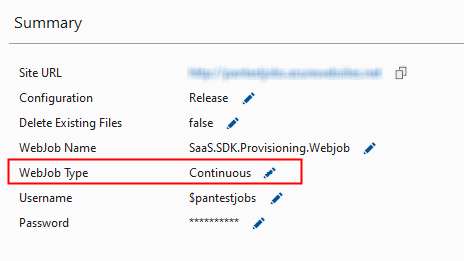 Summary
Site URL
Configuration Release
Delete Existing Files false
WebJob Name SaaS.SDK.Provisioning.Webjob
WebJob Type Continuous
Username $pantestjobs
Password **********